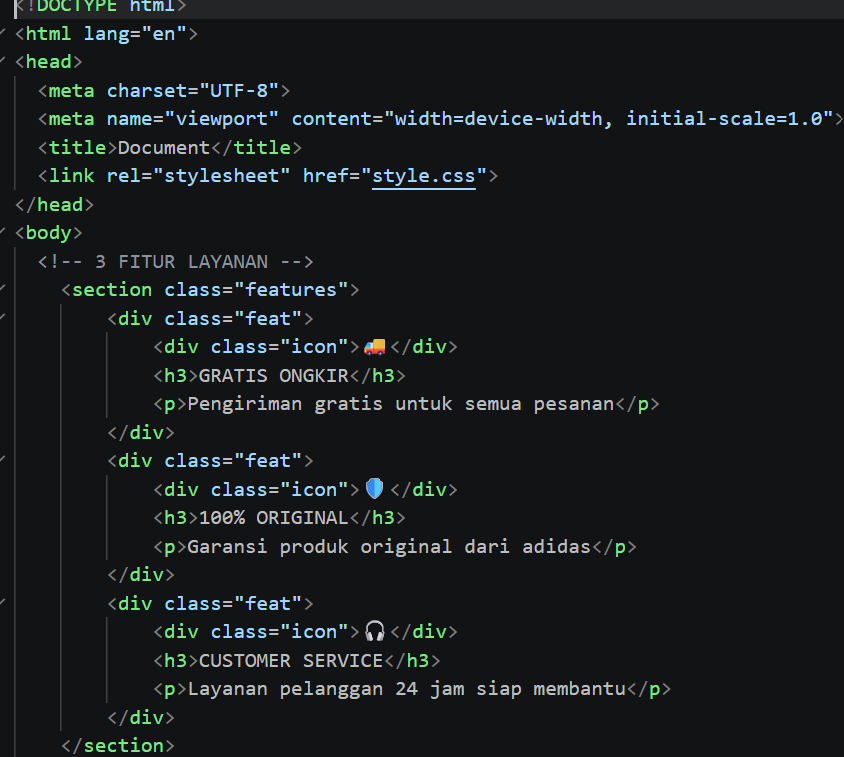 <!DOCTYPE html>
<html lang="en">
<head>
<meta charset="UTF-8">
<meta name="viewport" content="width=device-width, initial-scale=1.0">
<title>Document</title>
<link rel="stylesheet" href="style.css">
</head>
<body>
<!-- 3 FITUR LAYANAN -->
<section class="features">
<div class="feat">
<div class="icon">🚚</div>
<h3>GRATIS ONGKIR</h3>
<p>Pengiriman gratis untuk semua pesanan</p>
</div>
<div class="feat">
<div class="icon">🛡️</div>
<h3>100% ORIGINAL</h3>
<p>Garansi produk original dari adidas</p>
</div>
<div class="feat">
<div class="icon">🎧</div>
<h3>CUSTOMER SERVICE</h3>
<p>Layanan pelanggan 24 jam siap membantu</p>
</div>
</section>